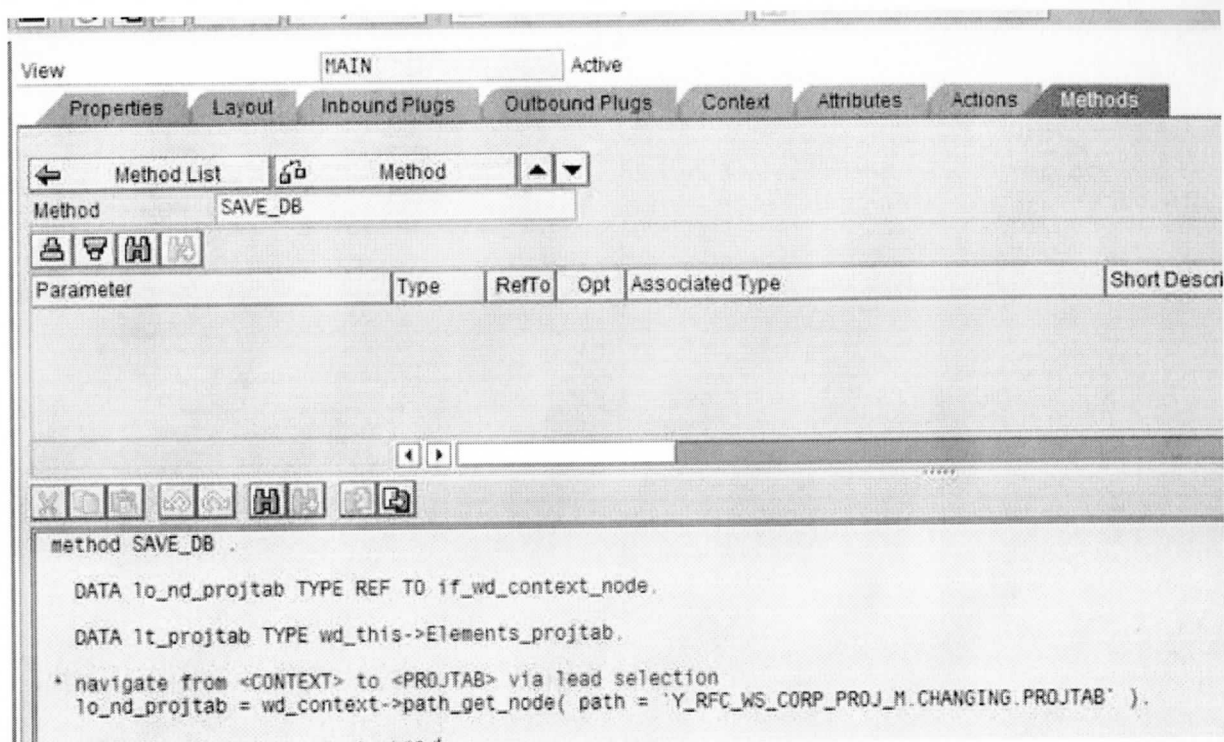 View MAIN Active
Properties Layout Inbound Plugs Outbound Plugs Context Attributes Actions Methods
Method List Method
Method SAVE_DB
Parameter Type RefTo Opt Associated Type Short Descri
method SAVE_DB .
DATA lo_nd_projtab TYPE REF TO if_wd_context_node.
DATA lt_projtab TYPE wd_this->Elements_projtab.
* navigate from <CONTEXT> to <PROJTAB> via lead selection
lo_nd_projtab = wd_context->path_get_node( path = `Y_RFC_WS_CORP_PROJ_M.CHANGING.PROJTAB` ).